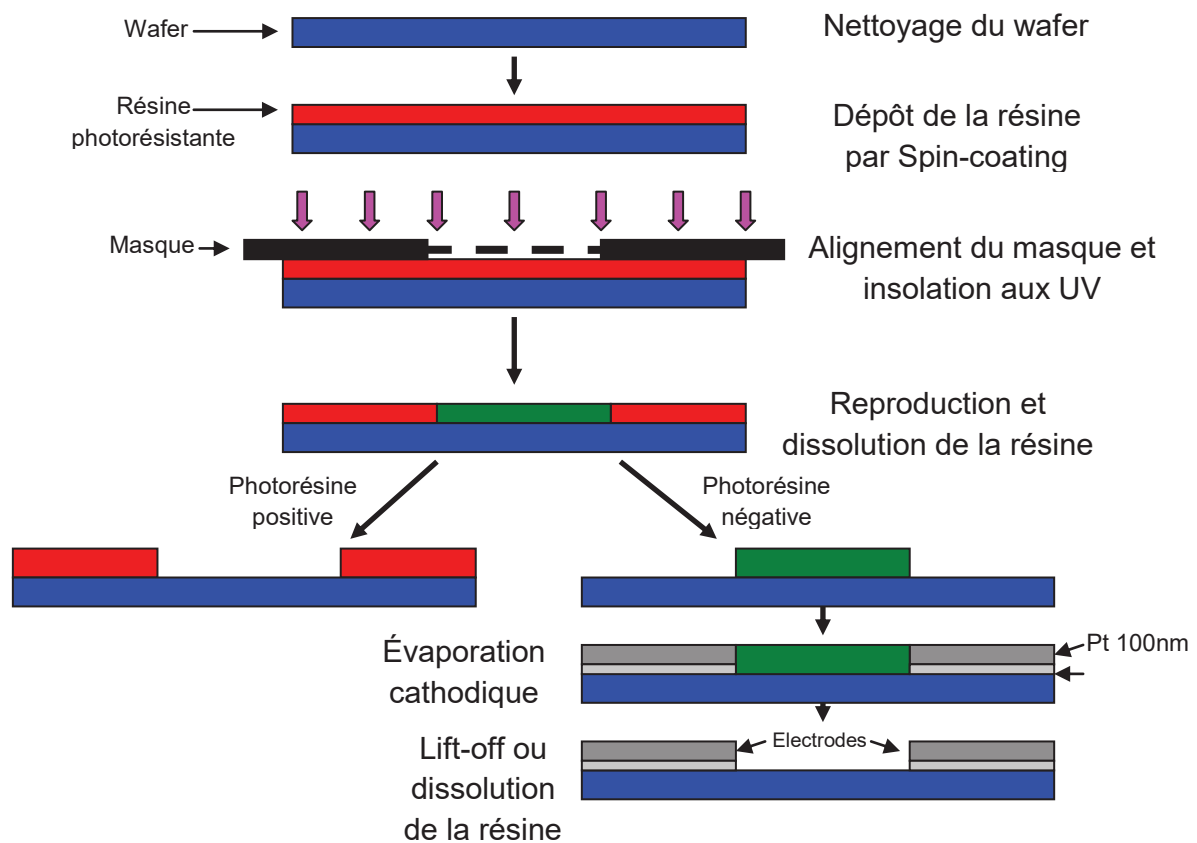 Wafer
Nettoyage du wafer
Résine
photorésistante
Dépôt de la résine
par Spin-coating
Masque
Alignement du masque et
insolation aux UV
Reproduction et
dissolution de la résine
Photorésine
positive
Photorésine
négative
Évaporation
cathodique
Pt 100nm
Lift-off ou
dissolution
de la résine
Electrodes